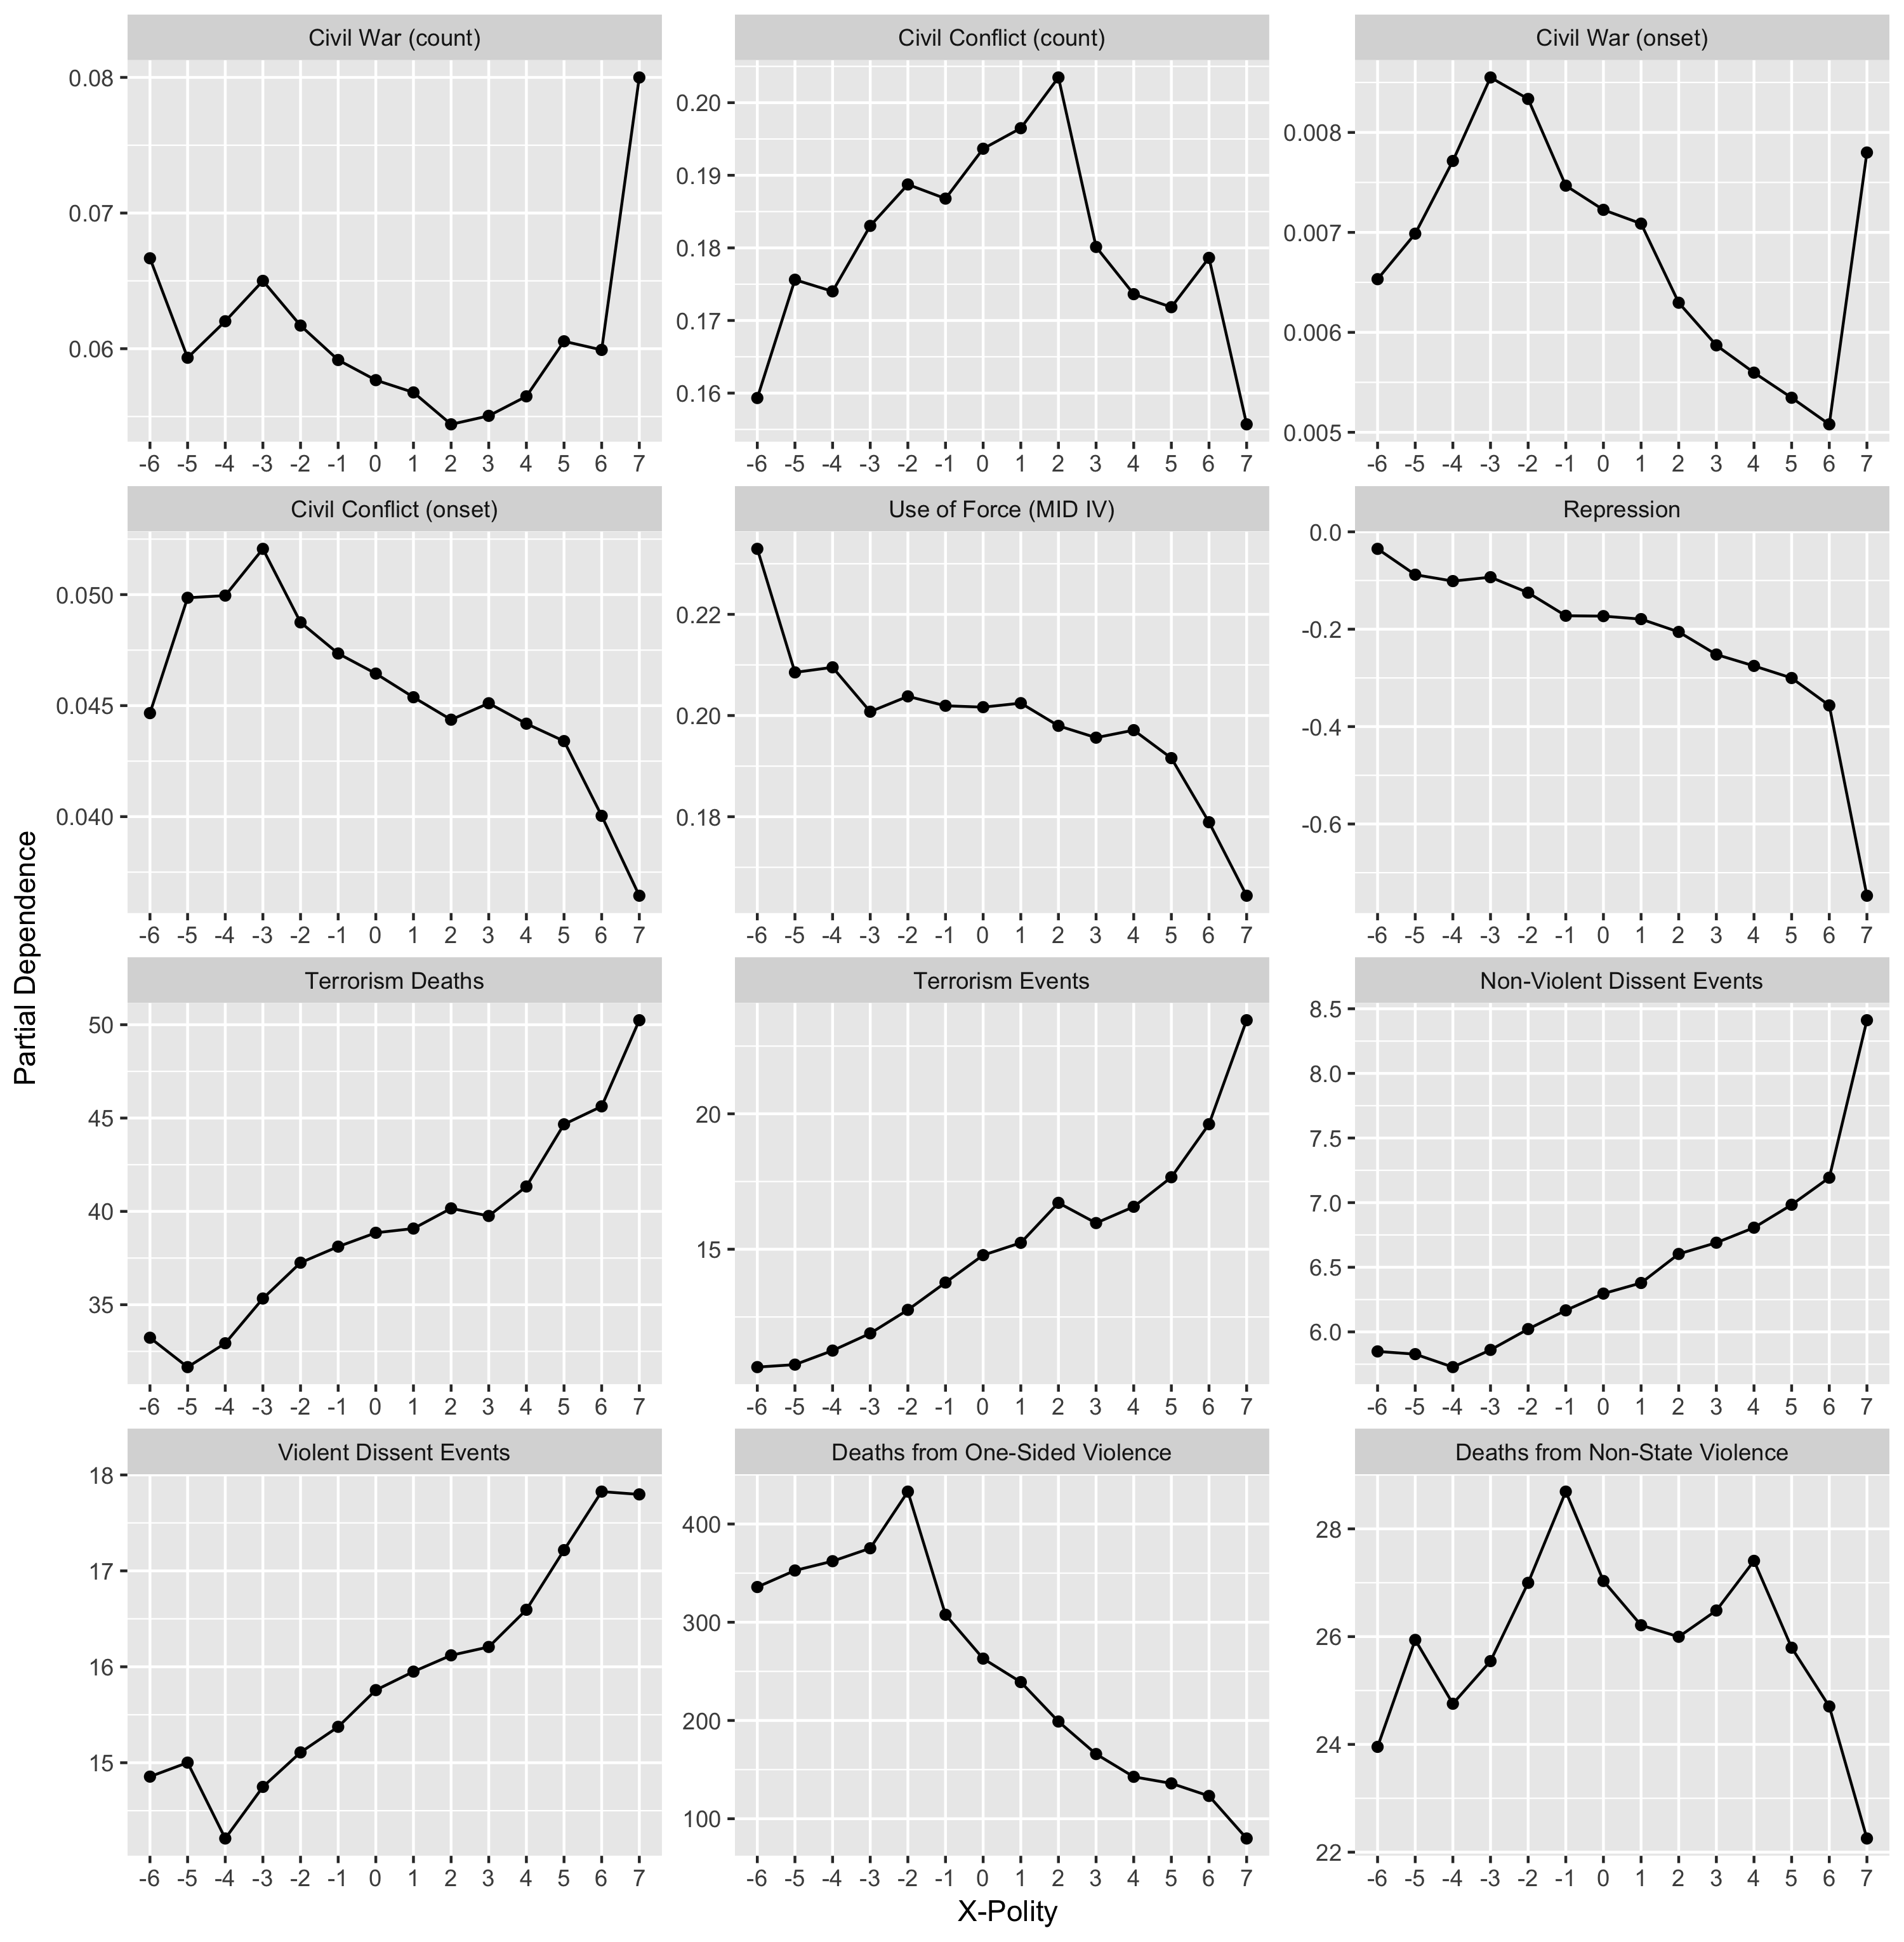 Civil War (count)
Civil Conflict (count)
Civil War (onset)
0.08
0.07
0.06
0.20
0.19
0.18
0.17
0.16
0.008
0.007
0.006
0.005
-6 -5 -4 -3 -2 -1 0 1 2 3 4 5 6 7
-6 -5 -4 -3 -2 -1 0 1 2 3 4 5 6 7
-6 -5 -4 -3 -2 -1 0 1 2 3 4 5 6 7
Civil Conflict (onset)
Use of Force (MID IV)
Repression
0.050
0.045
0.040
0.22
0.20
0.18
0.0
-0.2
-0.4
-0.6
-6 -5 -4 -3 -2 -1 0 1 2 3 4 5 6 7
-6 -5 -4 -3 -2 -1 0 1 2 3 4 5 6 7
-6 -5 -4 -3 -2 -1 0 1 2 3 4 5 6 7
Partial Dependence
Terrorism Deaths
Terrorism Events
Non-Violent Dissent Events
50
45
40
35
20
15
8.5
8.0
7.5
7.0
6.5
6.0
-6 -5 -4 -3 -2 -1 0 1 2 3 4 5 6 7
-6 -5 -4 -3 -2 -1 0 1 2 3 4 5 6 7
-6 -5 -4 -3 -2 -1 0 1 2 3 4 5 6 7
Violent Dissent Events
Deaths from One-Sided Violence
Deaths from Non-State Violence
18
17
16
15
400
300
200
100
28
26
24
22
-6 -5 -4 -3 -2 -1 0 1 2 3 4 5 6 7
-6 -5 -4 -3 -2 -1 0 1 2 3 4 5 6 7
-6 -5 -4 -3 -2 -1 0 1 2 3 4 5 6 7
X-Polity